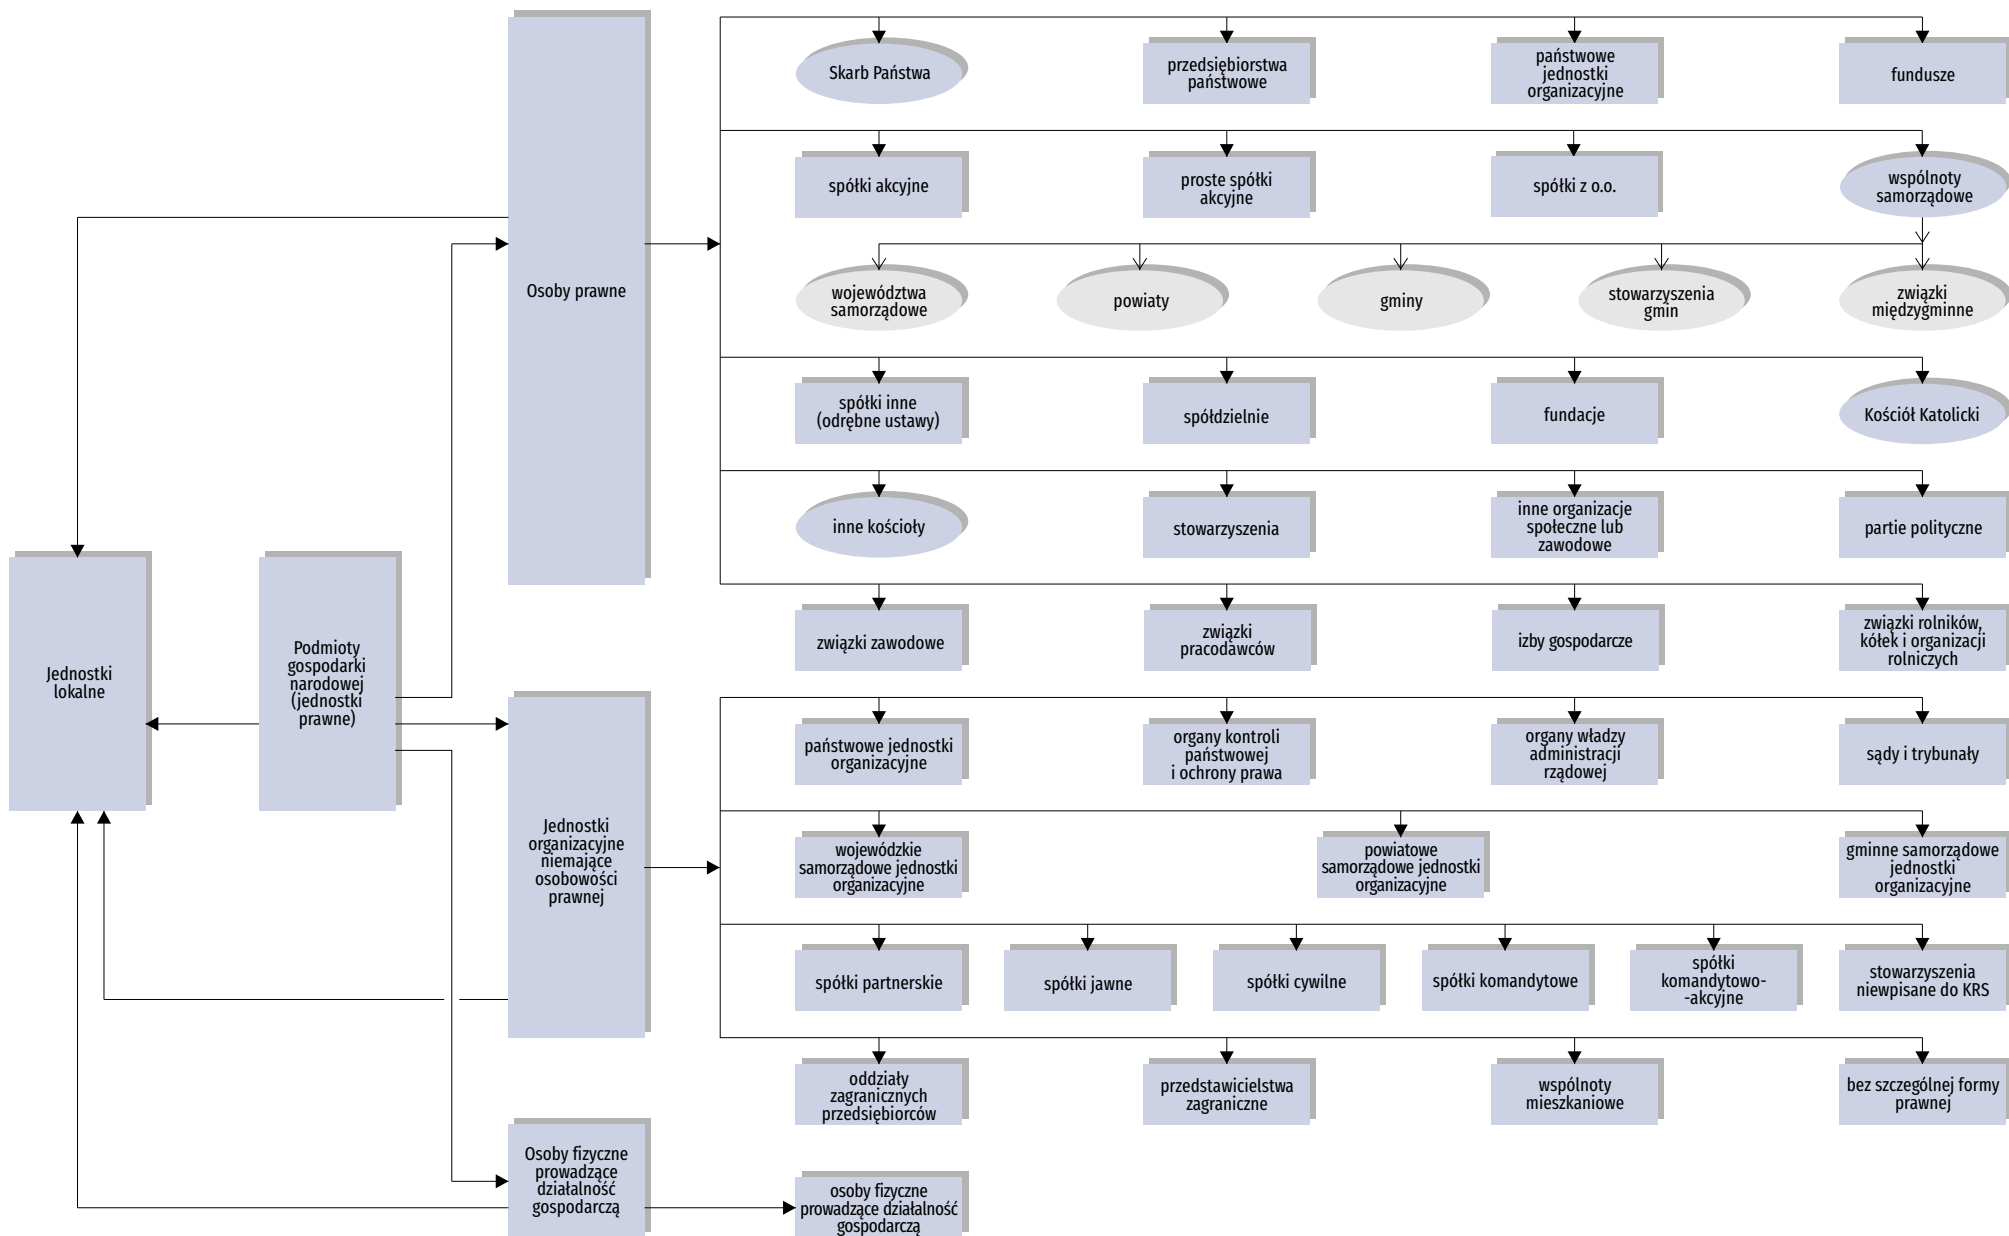 Skarb Państwa
przedsiębiorstwa
państwowe
państwowe
jednostki
organizacyjne
fundusze
spółki akcyjne
proste spółki
akcyjne
spółki z o.o.
wspólnoty
samorządowe
Osoby prawne
województwa
samorządowe
powiaty
gminy
stowarzyszenia
gmin
związki
międzygminne
spółki inne
(odrębne ustawy)
spółdzielnie
fundacje
Kościół Katolicki
inne kościoły
stowarzyszenia
inne organizacje
społeczne lub
zawodowe
partie polityczne
związki zawodowe
związki
pracodawców
izby gospodarcze
związki rolników,
kółek i organizacji
rolniczych
Jednostki
lokalne
Podmioty
gospodarki
narodowej
(jednostki
prawne)
państwowe jednostki
organizacyjne
organy kontroli
państwowej
i ochrony prawa
organy władzy
administracji
rządowej
sądy i trybunały
Jednostki
organizacyjne
niemające
osobowości
prawnej
wojewódzkie
samorządowe jednostki
organizacyjne
powiatowe
samorządowe jednostki
organizacyjne
gminne samorządowe
jednostki
organizacyjne
spółki partnerskie
spółki jawne
spółki cywilne
spółki komandytowe
spółki
komandytowo-
-akcyjne
stowarzyszenia
niewpisane do KRS
oddziały
zagranicznych
przedsiębiorców
przedstawicielstwa
zagraniczne
wspólnoty
mieszkaniowe
bez szczególnej formy
prawnej
Osoby fizyczne
prowadzące
działalność
gospodarczą
osoby fizyczne
prowadzące działalność
gospodarczą